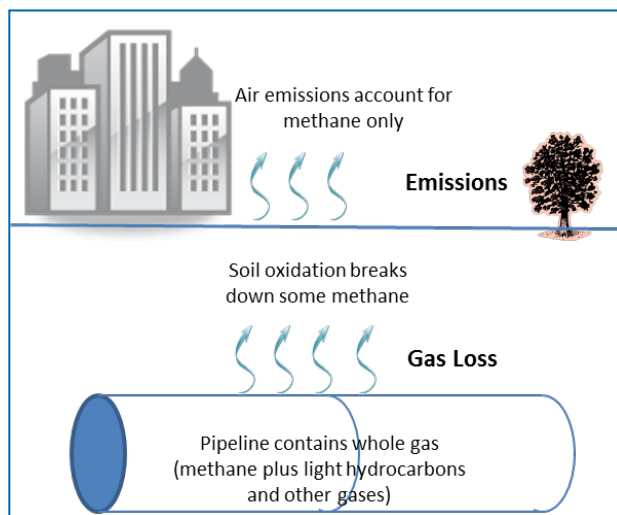 Air emissions account for
methane only
Emissions
Soil oxidation breaks
down some methane
Gas Loss
Pipeline contains whole gas
(methane plus light hydrocarbons
and other gases)